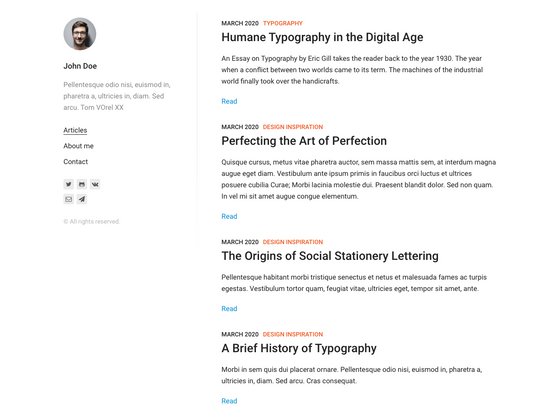 John Doe
Pellentesque odio nisi, euismod in,
pharetra a, ultricies in, diam. Sed
arcu. Torn VOrel XX
Articles
About me
Contact
© All rights reserved.
MARCH 2020 TYPOGRAPHY
Humane Typography in the Digital Age
An Essay on Typography by Eric Gill takes the reader back to the year 1930. The year
when a conflict between two worlds came to its term. The machines of the industrial
world finally took over the handicrafts.
Read
MARCH 2020 DESIGN INSPIRATION
Perfecting the Art of Perfection
Quisque cursus, metus vitae pharetra auctor, sem massa mattis sem, at interdum magna
augue eget diam. Vestibulum ante ipsum primis in faucibus orci luctus et ultrices
posuere cubilia Curae; Morbi lacinia molestie dui. Praesent blandit dolor. Sed non quam.
In vel mi sit amet augue congue elementum.
Read
MARCH 2020 DESIGN INSPIRATION
The Origins of Social Stationery Lettering
Pellentesque habitant morbi tristique senectus et netus et malesuada fames ac turpis
egestas. Vestibulum tortor quam, feugiat vitae, ultricies eget, tempor sit amet, ante.
Read
MARCH 2020 DESIGN INSPIRATION
A Brief History of Typography
Morbi in sem quis dui placerat ornare. Pellentesque odio nisi, euismod in, pharetra a,
ultricies in, diam. Sed arcu. Cras consequat.
Read